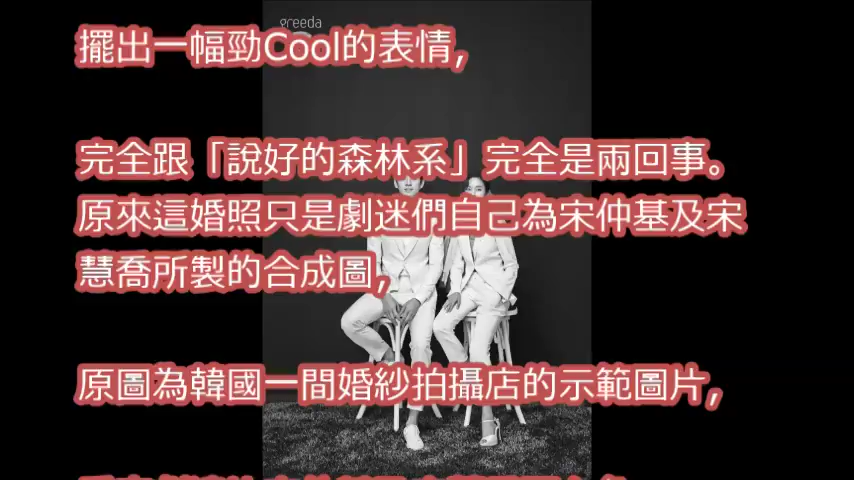 greeda
擺出一幅勁Cool的表情,
完全跟「說好的森林系」完全是兩回事。
原來這婚照只是劇迷們自己為宋仲基及宋
慧喬所製的合成圖,
原圖為韓國一間婚紗拍攝店的示範圖片,